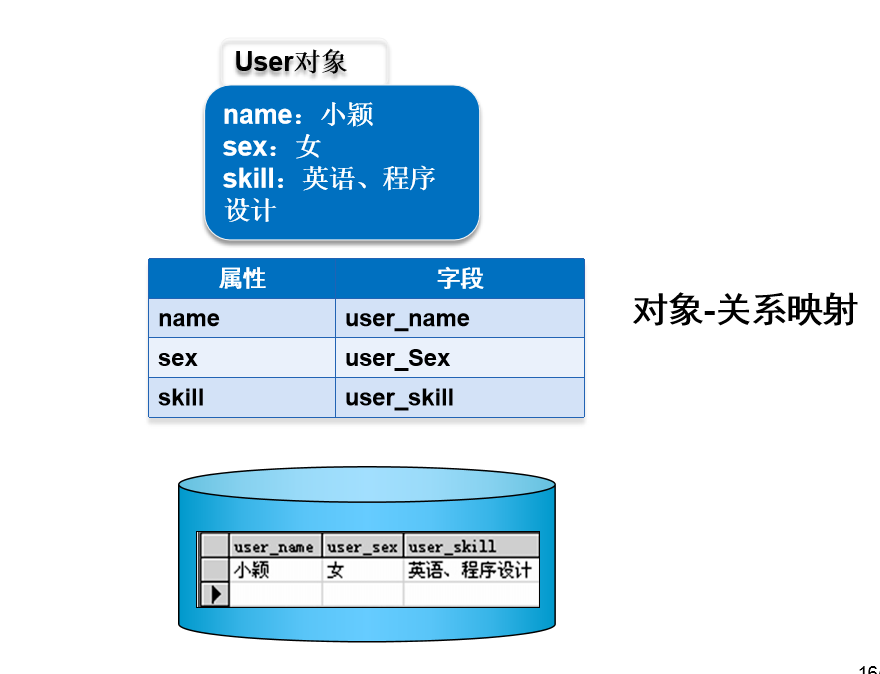 User对象
name：小颖
sex：女
skill：英语、程序
设计
属性 字段
name user_name
sex user_Sex
skill user_skill
对象-关系映射
user_name user_sex user_skill
小颖 女 英语、程序设计